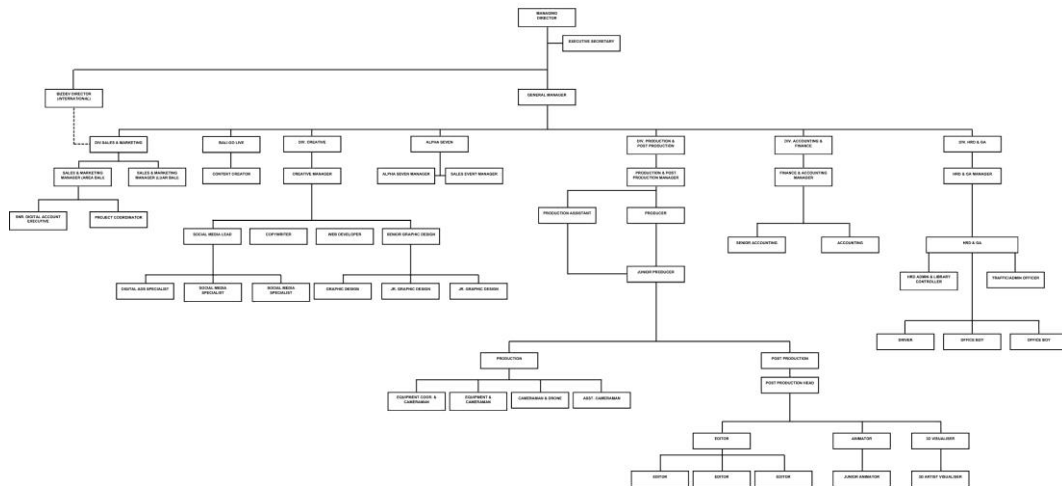 MANAGING
DIRECTOR
EXECUTIVE SECRETARY
BIZDEV DIRECTOR
(INTERNATIONAL)
GENERAL MANAGER
DIV SALES & MARKETING
BALI GO LIVE
DIV. CREATIVE
ALPHA SEVEN
DIV. PRODUCTION &
POST PRODUCTION
DIV. ACCOUNTING &
FINANCE
DIV. HRD & GA
SALES & MARKETING
MANAGER (AREA BALI)
SALES & MARKETING
MANAGER (LUAR BALI)
CONTENT CREATOR
CREATIVE MANAGER
ALPHA SEVEN MANAGER
SALES EVENT MANAGER
PRODUCTION & POST
PRODUCTION MANAGER
FINANCE & ACCOUNTING
MANAGER
HRD & GA MANAGER
SNR. DIGITAL ACCOUNT
EXECUTIVE
PROJECT COORDINATOR
PRODUCTION ASSISTANT
PRODUCER
SOCIAL MEDIA LEAD
COPYWRITER
WEB DEVELOPER
SENIOR GRAPHIC DESIGN
SENIOR ACCOUNTING
ACCOUNTING
HRD & GA
JUNIOR PRODUCER
HRD ADMIN & LIBRARY
CONTROLLER
TRAFFIC/ADMIN OFFICER
DIGITAL ADS SPECIALIST
SOCIAL MEDIA
SPECIALIST
SOCIAL MEDIA
SPECIALIST
GRAPHIC DESIGN
JR. GRAPHIC DESIGN
JR. GRAPHIC DESIGN
DRIVER
OFFICE BOY
OFFICE BOY
PRODUCTION
POST PRODUCTION
POST PRODUCTION HEAD
EQUIPMENT COOR. &
CAMERAMAN
EQUIPMENT &
CAMERAMAN
CAMERAMAN & DRONE
ASST. CAMERAMAN
EDITOR
ANIMATOR
3D VISUALISER
EDITOR
EDITOR
EDITOR
JUNIOR ANIMATOR
3D ARTIST VISUALISER